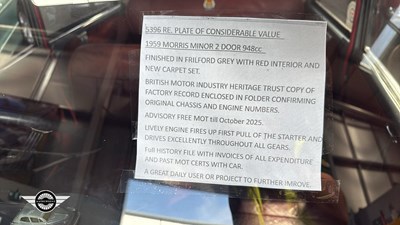 5396 RE. PLATE OF CONSIDERABLE VALUE
1959 MORRIS MINOR 2 DOOR 948cc
FINISHED IN FRILFORD GREY WITH RED INTERIOR AND
NEW CARPET SET.
BRITISH MOTOR INDUSTRY HERITAGE TRUST COPY OF
FACTORY RECORD ENCLOSED IN FOLDER CONFIRMING
ORIGINAL CHASSIS AND ENGINE NUMBERS.
ADVISORY FREE MOT till October 2025.
LIVELY ENGINE FIRES UP FIRST PULL OF THE STARTER AND
DRIVES EXCELLENTLY THROUGHOUT ALL GEARS.
Full HISTORY FILE WITH INVOICES OF ALL EXPENDITURE
AND PAST MOT CERTS WITH CAR.
A GREAT DAILY USER OR PROJECT TO FURTHER IMROVE.